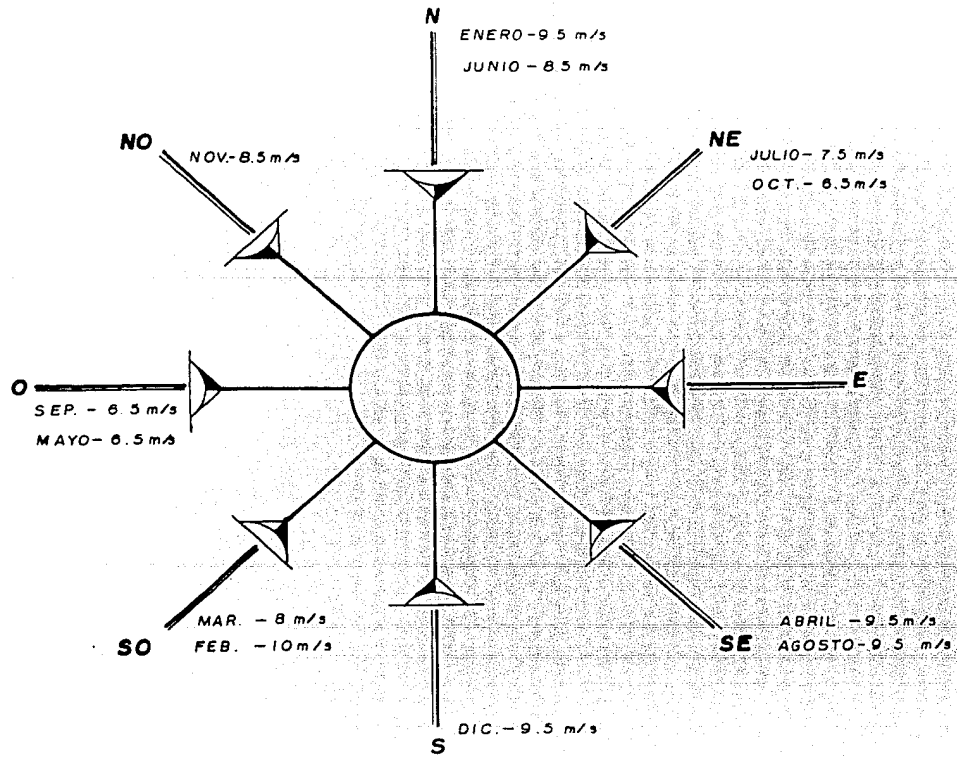 N
ENERO-9.5 m/s
JUNIO-8.5 m/s
NO
NOV.-8.5 m/s
NE
JULIO-7.5 m/s
OCT.-6.5 m/s
O
E
SEP. - 6.5 m/s
MAYO-6.5 m/s
SO
MAR. - 8 m/s
FEB. -10 m/s
SE
ABRIL -9.5 m/s
AGOSTO-9.5 m/s
S
DIC.-9.5 m/s